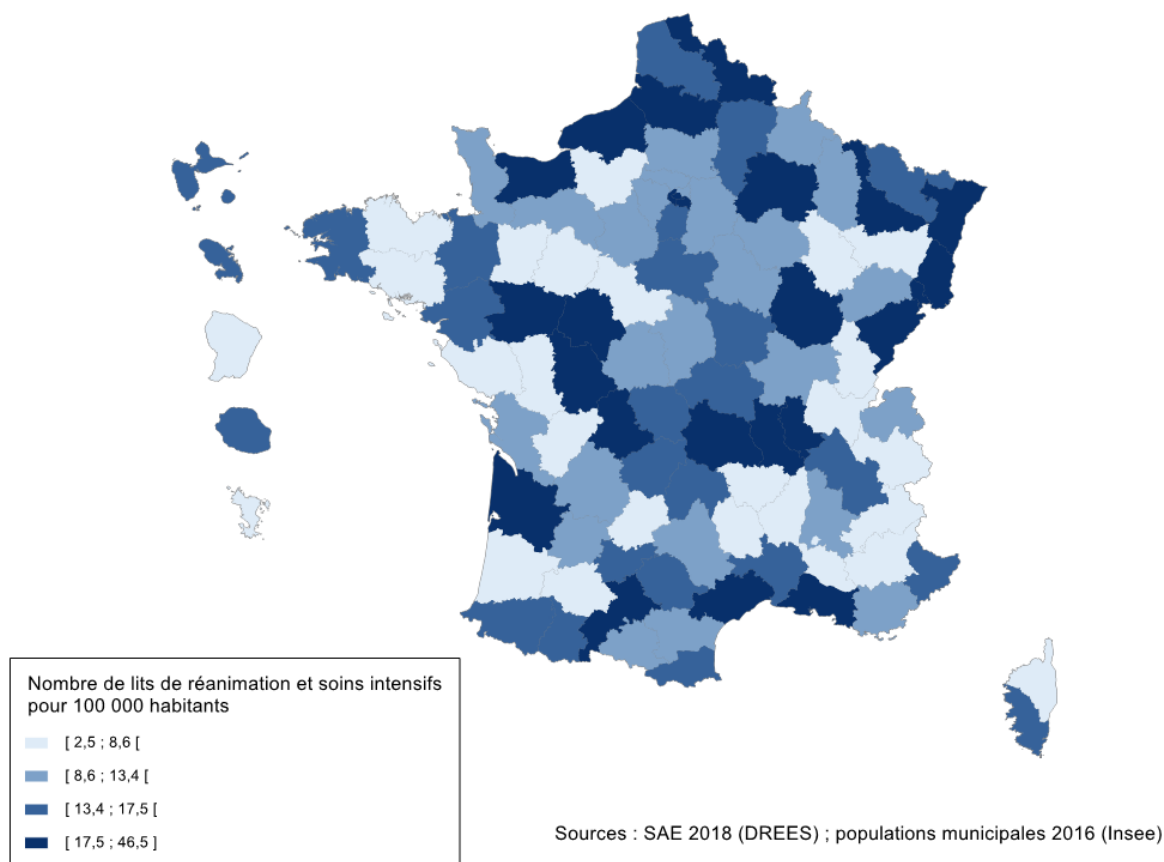 Nombre de lits de réanimation et soins intensifs
pour 100 000 habitants
[ 2,5 ; 8,6 [
[ 8,6 ; 13,4 [
[ 13,4 ; 17,5 [
[ 17,5 ; 46,5 ]
Sources : SAE 2018 (DREES) ; populations municipales 2016 (Insee)